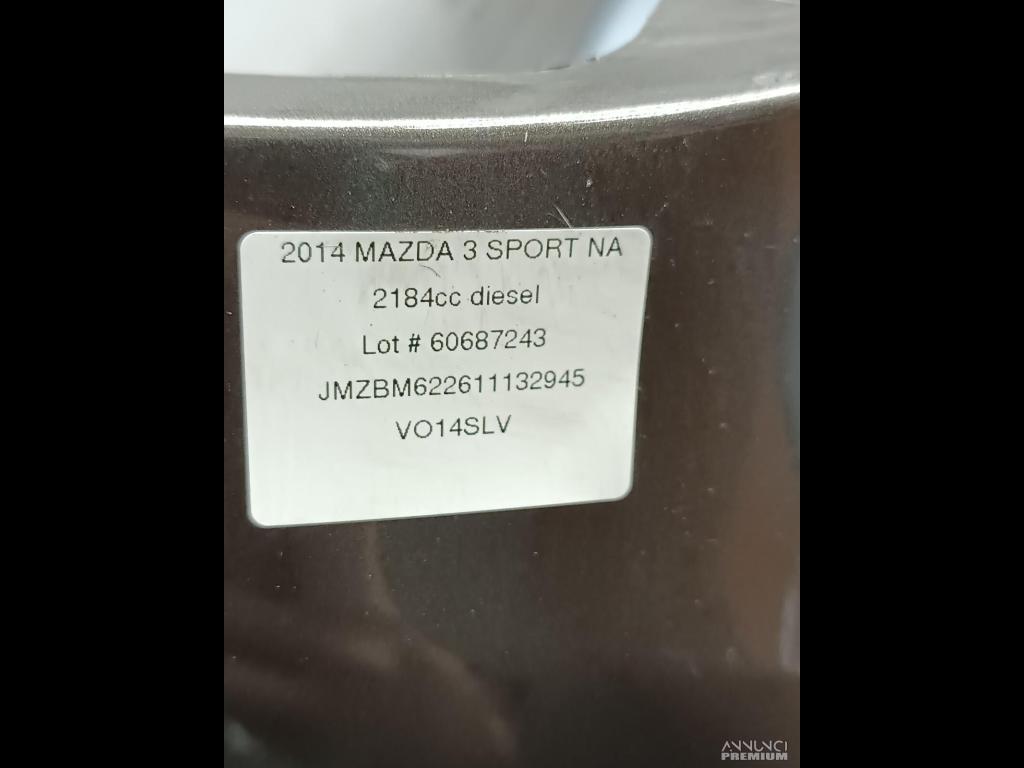 2014 MAZDA 3 SPORT NA
2184cc diesel
Lot # 60687243
JMZBM622611132945
VO14SLV
ANNUNCI
PREMIUM